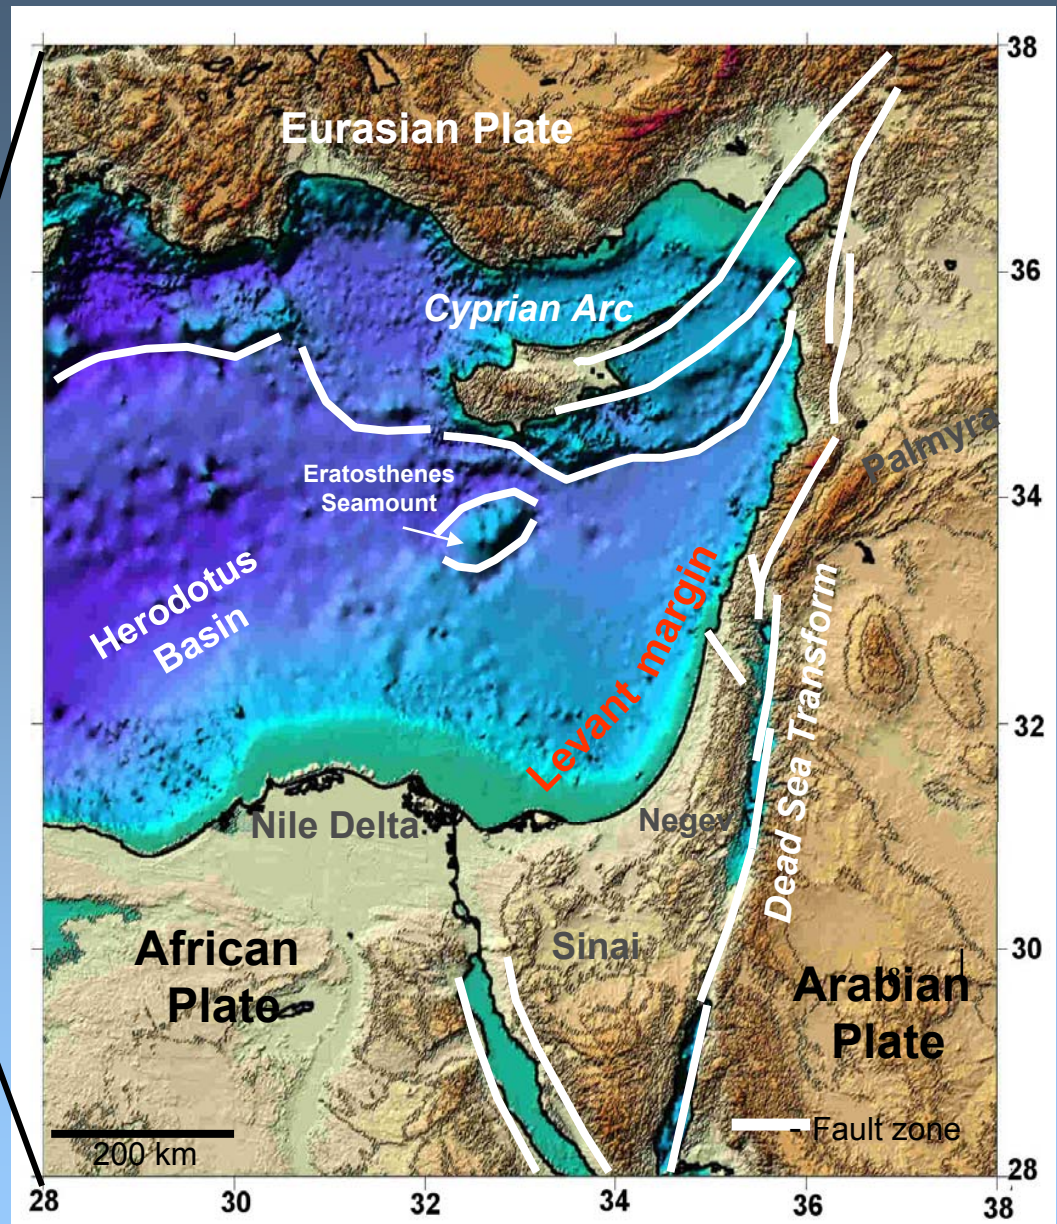 38
Eurasian Plate
36
Cyprian Arc
Palmyra
Eratosthenes
Seamount
34
Herodotus
Basin
Levant margin
Dead Sea Transform
32
Nile Delta
Negev
African
Plate
Sinai
30
Arabian
Plate
- Fault zone
200 km
28
28
30
32
34
36
38